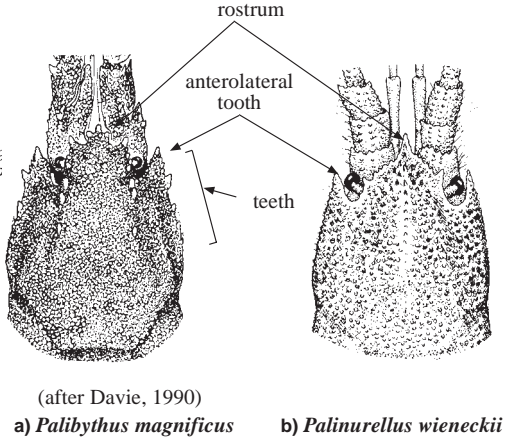 rostrum
anterolateral
tooth
teeth
(after Davie, 1990)
a) Palibythus magnificus
b) Palinurellus wieneckii